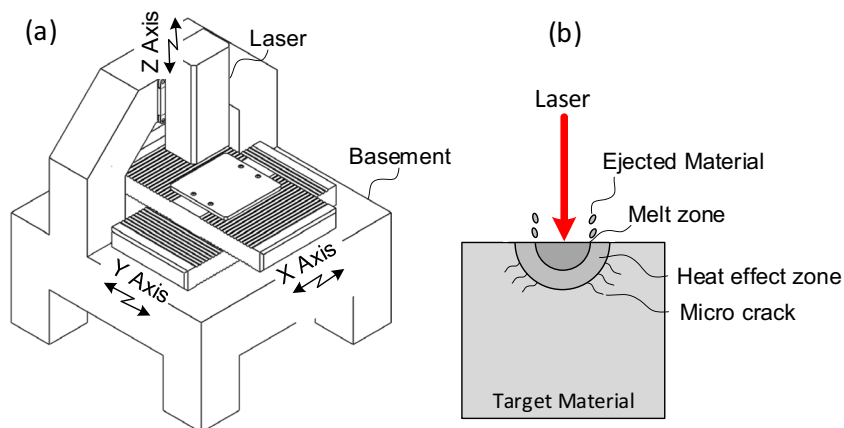 (a)
Z Axis
Laser
Basement
Y Axis
X Axis
(b)
Laser
Ejected Material
Melt zone
Heat effect zone
Micro crack
Target Material